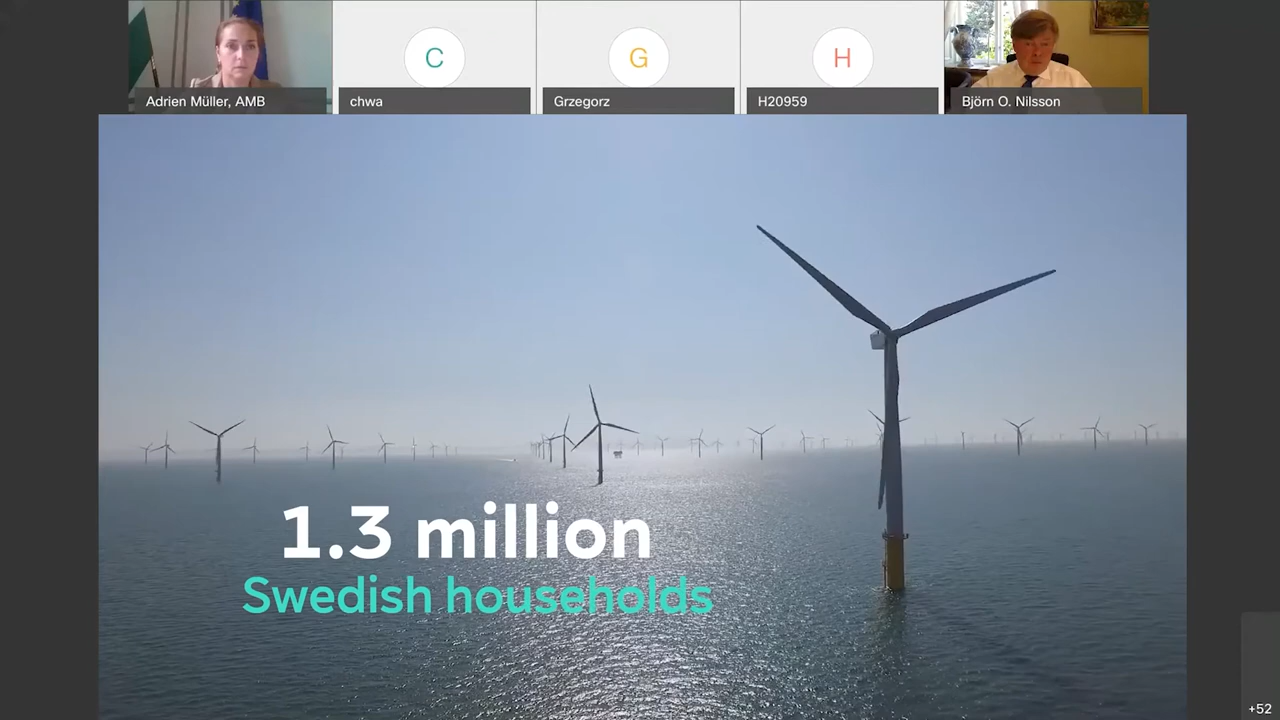 C
G
H
Adrien Müller, AMB
chwa
Grzegorz
H20959
Björn O. Nilsson
1.3 million
Swedish households
+52